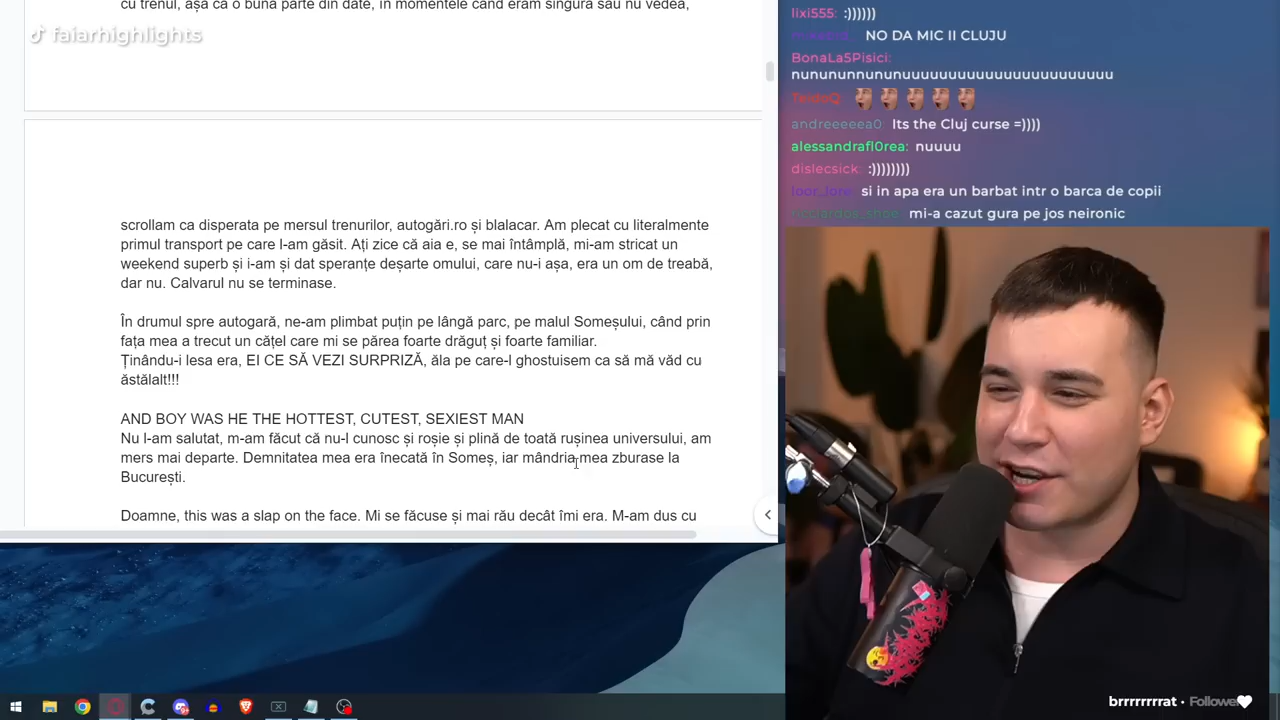 cu trenul, așa că o bună parte din date, în momentele când eram singură sau nu vedea,
faiarhighlights
scrollam ca disperata pe mersul trenurilor, autogări.ro și blalacar. Am plecat cu literalmente
primul transport pe care l-am găsit. Ați zice că aia e, se mai întâmplă, mi-am stricat un
weekend superb și i-am și dat speranțe deșarte omului, care nu-i așa, era un om de treabă,
dar nu. Calvarul nu se terminase.
În drumul spre autogară, ne-am plimbat puțin pe lângă parc, pe malul Someșului, când prin
fața mea a trecut un cățel care mi se părea foarte drăguț și foarte familiar.
Ținându-i lesa era, EI CE SĂ VEZI SURPRIZĂ, ăla pe care-l ghostuisem ca să mă văd cu
ăstălalt!!!
AND BOY WAS HE THE HOTTEST, CUTEST, SEXIEST MAN
Nu l-am salutat, m-am făcut că nu-l cunosc și roșie și plină de toată rușinea universului, am
mers mai departe. Demnitatea mea era înecată în Someș, iar mândria mea zburase la
București.
Doamne, this was a slap on the face. Mi se făcuse și mai rău decât îmi era. M-am dus cu
lixi555: :))))))
NO DA MIC II CLUJU
BonaLa5Pisici:
nunununnununuuuuuuuuuuuuuuuuuuuuuuuuu
andreeeeea0: Its the Cluj curse =))))
alessandrafl0rea: nuuuu
dislecsick: :))))))))
si in apa era un barbat intr o barca de copii
mi-a cazut gura pe jos neironic
brrrrrrrrat · Follower